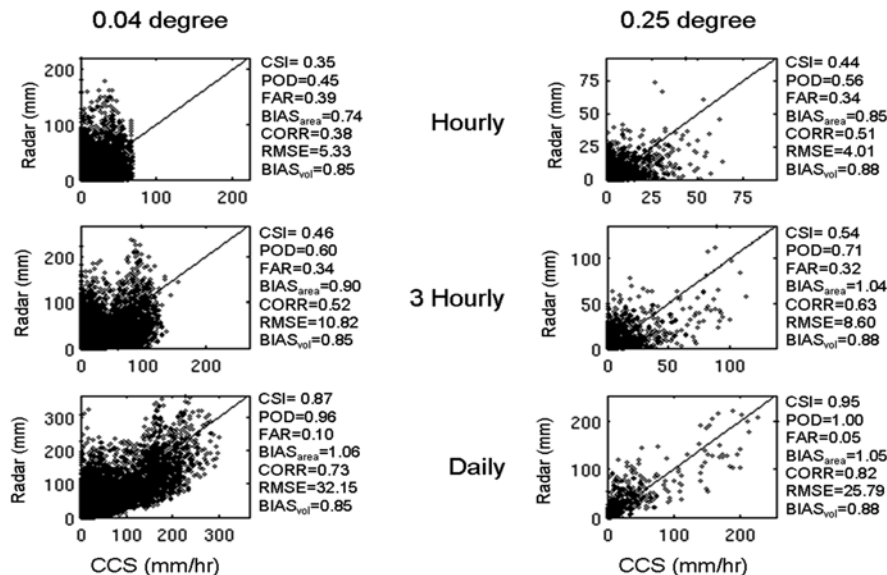 0.04 degree
0.25 degree
Radar (mm)
200
100
0
0
100
200
CSI= 0.35
POD=0.45
FAR=0.39
BIASarea=0.74
CORR=0.38
RMSE=5.33
BIASvol=0.85
Hourly
Radar (mm)
75
50
25
0
0
25
50
75
CSI= 0.44
POD=0.56
FAR=0.34
BIASarea=0.85
CORR=0.51
RMSE=4.01
BIASvol=0.88
Radar (mm)
200
100
0
0
100
200
CSI= 0.46
POD=0.60
FAR=0.34
BIASarea=0.90
CORR=0.52
RMSE=10.82
BIASvol=0.85
3 Hourly
Radar (mm)
100
50
0
0
50
100
CSI= 0.54
POD=0.71
FAR=0.32
BIASarea=1.04
CORR=0.63
RMSE=8.60
BIASvol=0.88
Radar (mm)
300
200
100
0
0
100
200
300
CCS (mm/hr)
CSI= 0.87
POD=0.96
FAR=0.10
BIASarea=1.06
CORR=0.73
RMSE=32.15
BIASvol=0.85
Daily
Radar (mm)
200
100
0
0
100
200
CCS (mm/hr)
CSI= 0.95
POD=1.00
FAR=0.05
BIASarea=1.05
CORR=0.82
RMSE=25.79
BIASvol=0.88